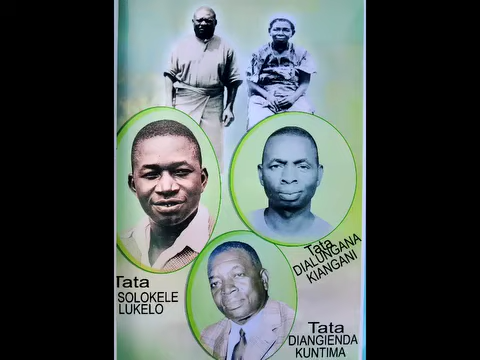 Tata
SOLOKELE
LUKELO
Tata
DIALUNGANA
KIANGANI
Tata
DIANGIENDA
KUNTIMA